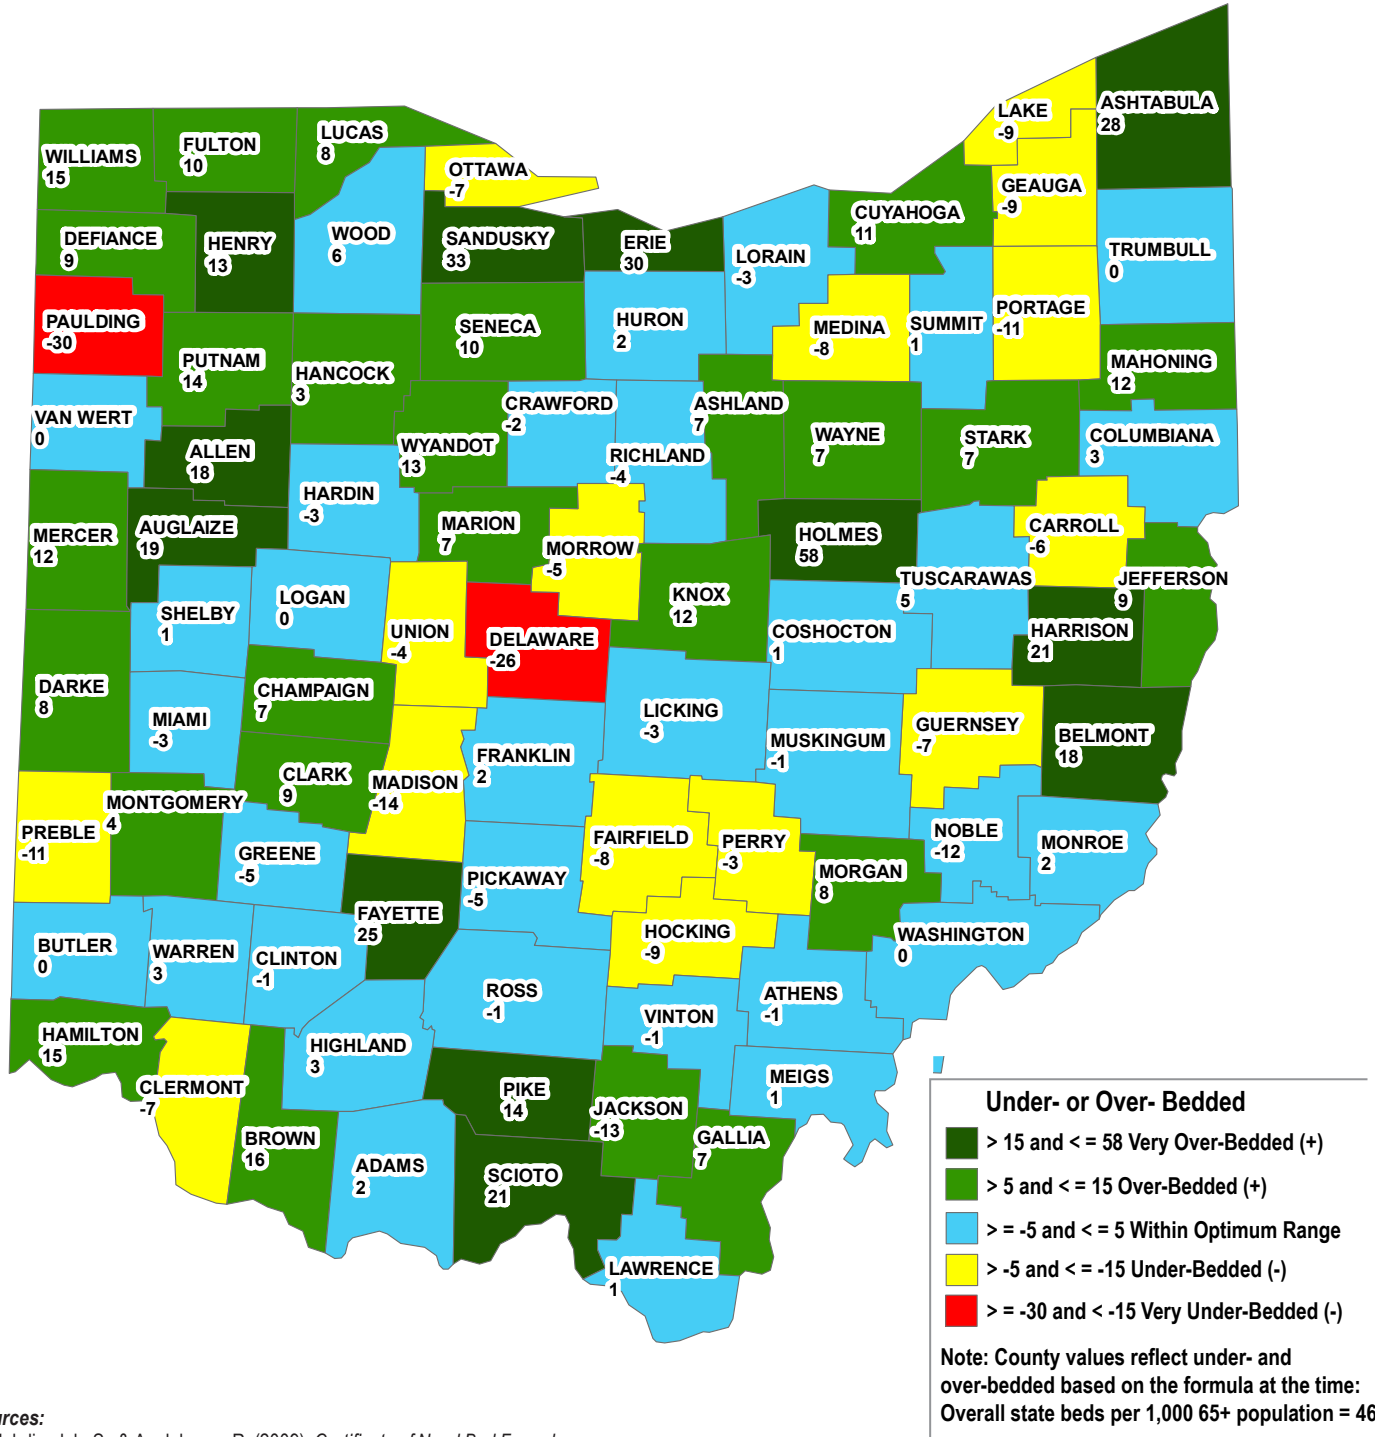 LAKE
-9
ASHTABULA
28
LUCAS
8
FULTON
10
WILLIAMS
15
OTTAWA
-7
GEAUGA
-9
CUYAHOGA
11
WOOD
6
DEFIANCE
9
HENRY
13
SANDUSKY
33
ERIE
30
LORAIN
-3
TRUMBULL
0
PAULDING
-30
SENECA
10
HURON
2
MEDINA
-8
SUMMIT
1
PORTAGE
-11
PUTNAM
14
HANCOCK
3
MAHONING
12
VAN WERT
0
CRAWFORD
-2
ASHLAND
7
WYANDOT
13
RICHLAND
-4
WAYNE
7
STARK
7
COLUMBIANA
3
ALLEN
18
HARDIN
-3
MERCER
12
AUGLAIZE
19
MARION
7
MORROW
-5
HOLMES
58
CARROLL
-6
TUSCARAWAS
5
JEFFERSON
9
SHELBY
1
LOGAN
0
KNOX
12
UNION
-4
DELAWARE
-26
COSHOCTON
1
HARRISON
21
DARKE
8
CHAMPAIGN
7
MIAMI
-3
LICKING
-3
GUERNSEY
-7
BELMONT
18
MUSKINGUM
-1
FRANKLIN
2
CLARK
9
MADISON
-14
MONTGOMERY
4
PREBLE
-11
FAIRFIELD
-8
PERRY
-3
NOBLE
-12
MONROE
2
GREENE
-5
PICKAWAY
-5
MORGAN
8
FAYETTE
25
HOCKING
-9
WASHINGTON
0
BUTLER
0
WARREN
3
CLINTON
-1
ROSS
-1
ATHENS
-1
HAMILTON
15
HIGHLAND
3
VINTON
-1
CLERMONT
-7
PIKE
14
MEIGS
1
JACKSON
-13
BROWN
16
GALLIA
7
ADAMS
2
SCIOTO
21
LAWRENCE
1
Under- or Over- Bedded
> 15 and < = 58 Very Over-Bedded (+)
> 5 and < = 15 Over-Bedded (+)
> = -5 and < = 5 Within Optimum Range
> -5 and < = -15 Under-Bedded (-)
> = -30 and < -15 Very Under-Bedded (-)
Note: County values reflect under- and
over-bedded based on the formula at the time:
Overall state beds per 1,000 65+ population = 46
urces: